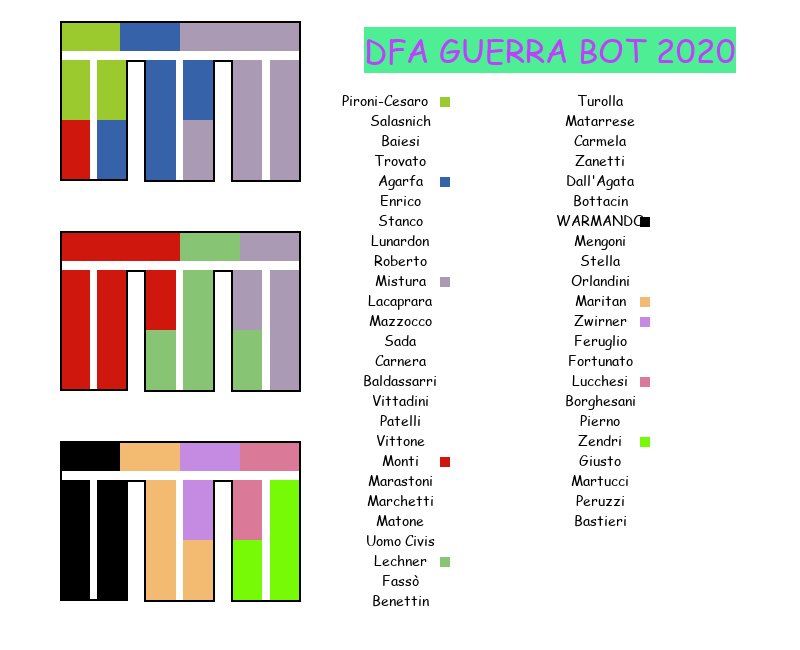 DFA GUERRA BOT 2020
Pironi-Cesaro
Salasnich
Baiesi
Trovato
Agarfa
Enrico
Stanco
Lunardon
Roberto
Mistura
Lacaprara
Mazzocco
Sada
Carnera
Baldassarri
Vittadini
Patelli
Vittone
Monti
Marastoni
Marchetti
Matone
Uomo Civis
Lechner
Fassò
Benettin
Turolla
Matarrese
Carmela
Zanetti
Dall'Agata
Bottacin
WARMANDO
Mengoni
Stella
Orlandini
Maritan
Zwirner
Feruglio
Fortunato
Lucchesi
Borghesani
Pierno
Zendri
Giusto
Martucci
Peruzzi
Bastieri